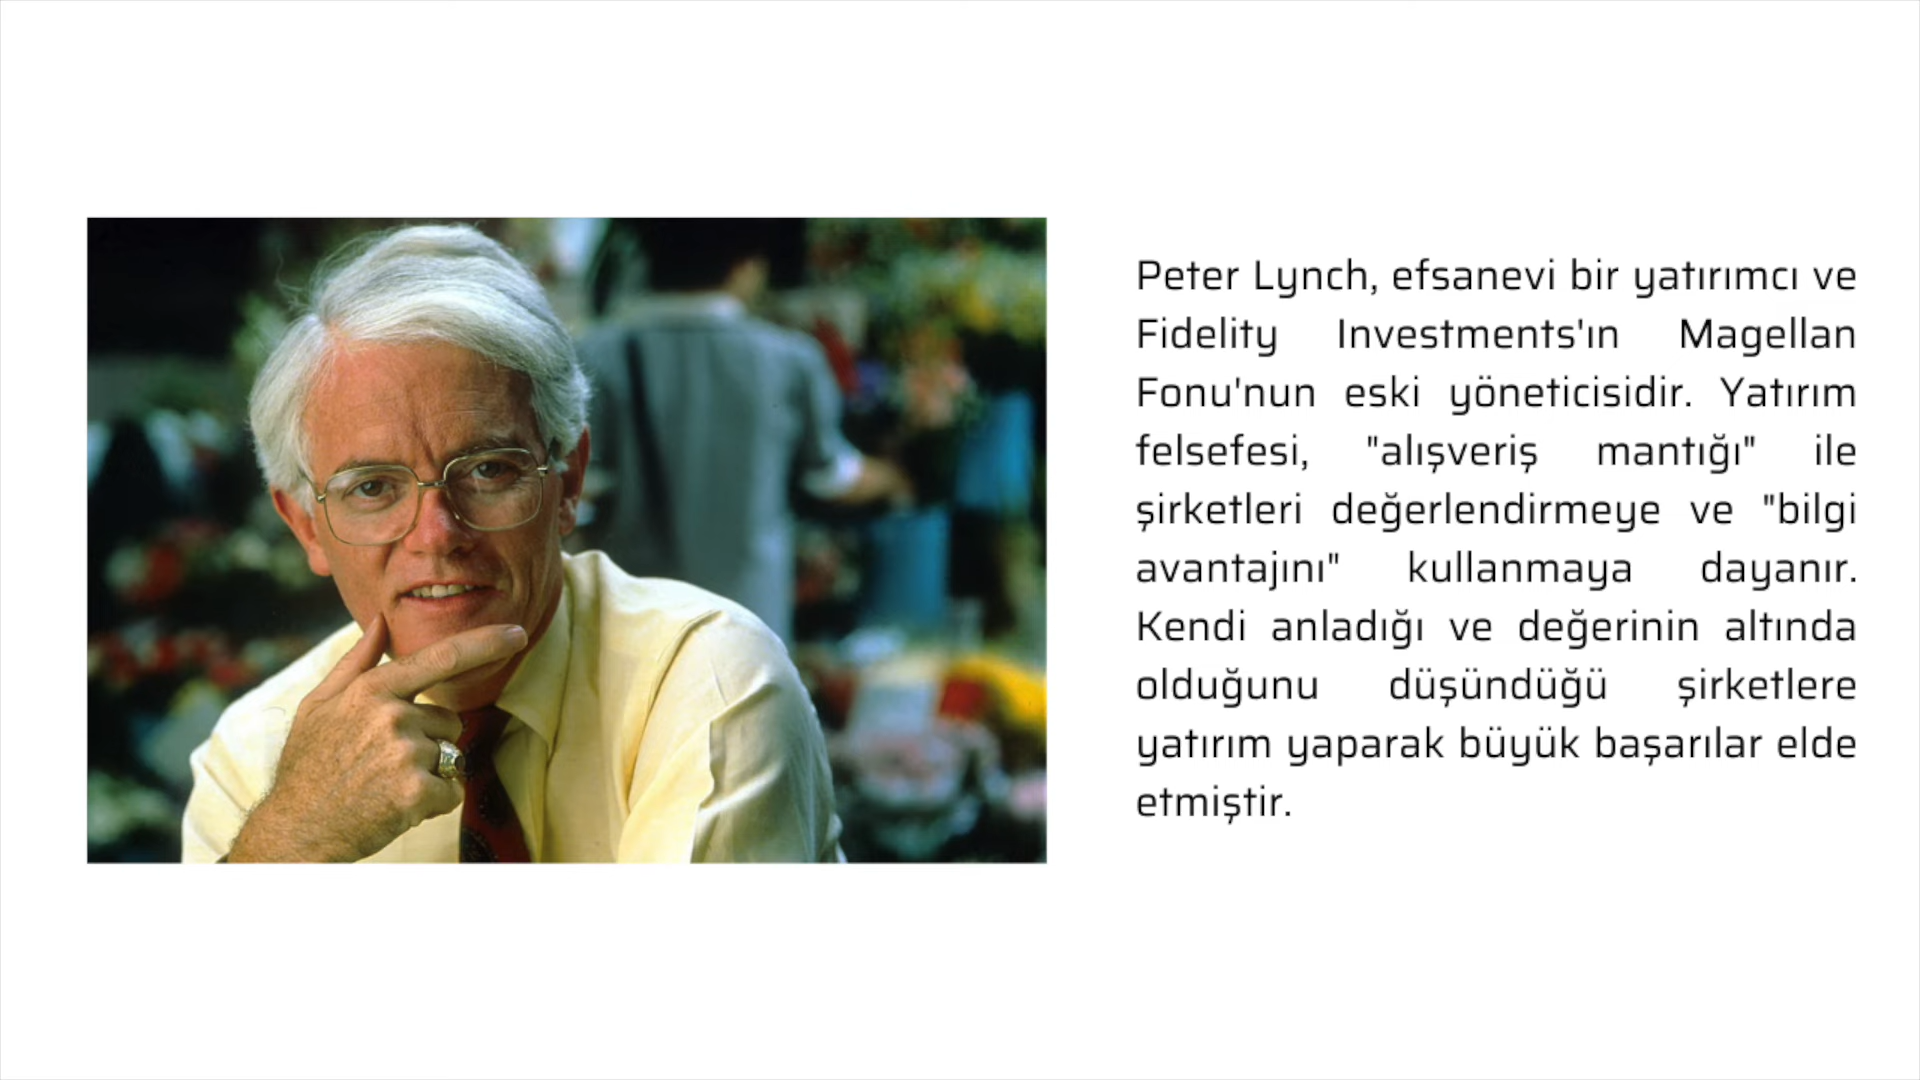 Peter Lynch, efsanevi bir yatırımcı ve
Fidelity Investments'ın Magellan
Fonu'nun eski yöneticisidir. Yatırım
felsefesi, "alışveriş mantığı" ile
şirketleri değerlendirmeye ve "bilgi
avantajını" kullanmaya dayanır.
Kendi anladığı ve değerinin altında
olduğunu düşündüğü şirketlere
yatırım yaparak büyük başarılar elde
etmiştir.